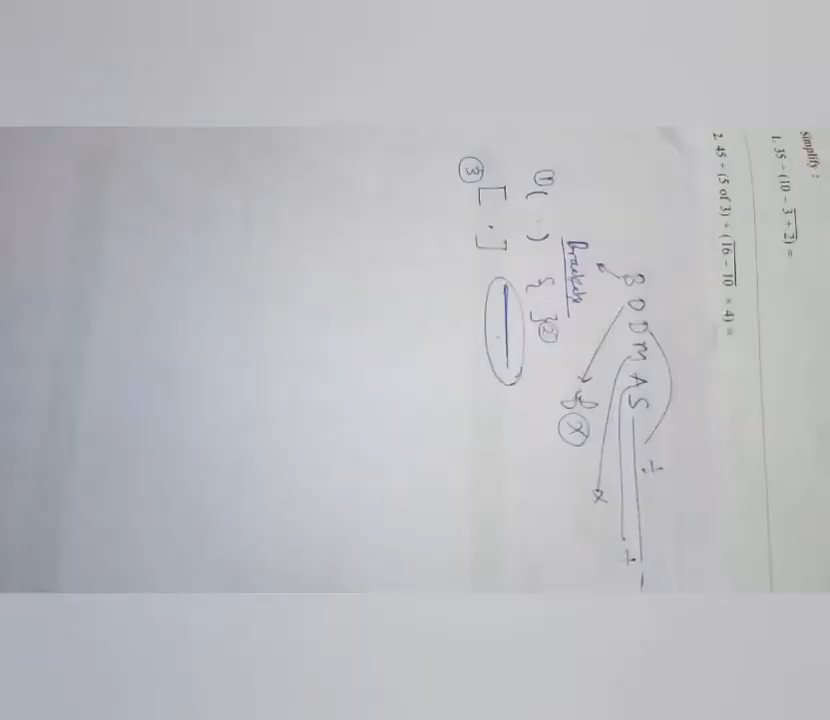 Simplify :
1. 35 - (10 - 3 + 2) =
2. 45 ÷ (5 of 3) + (16 - 10 × 4) =
B O D M A S
Brackets
÷
① ( ) { } ②
of ⓧ
×
+ -
③ [ . ]